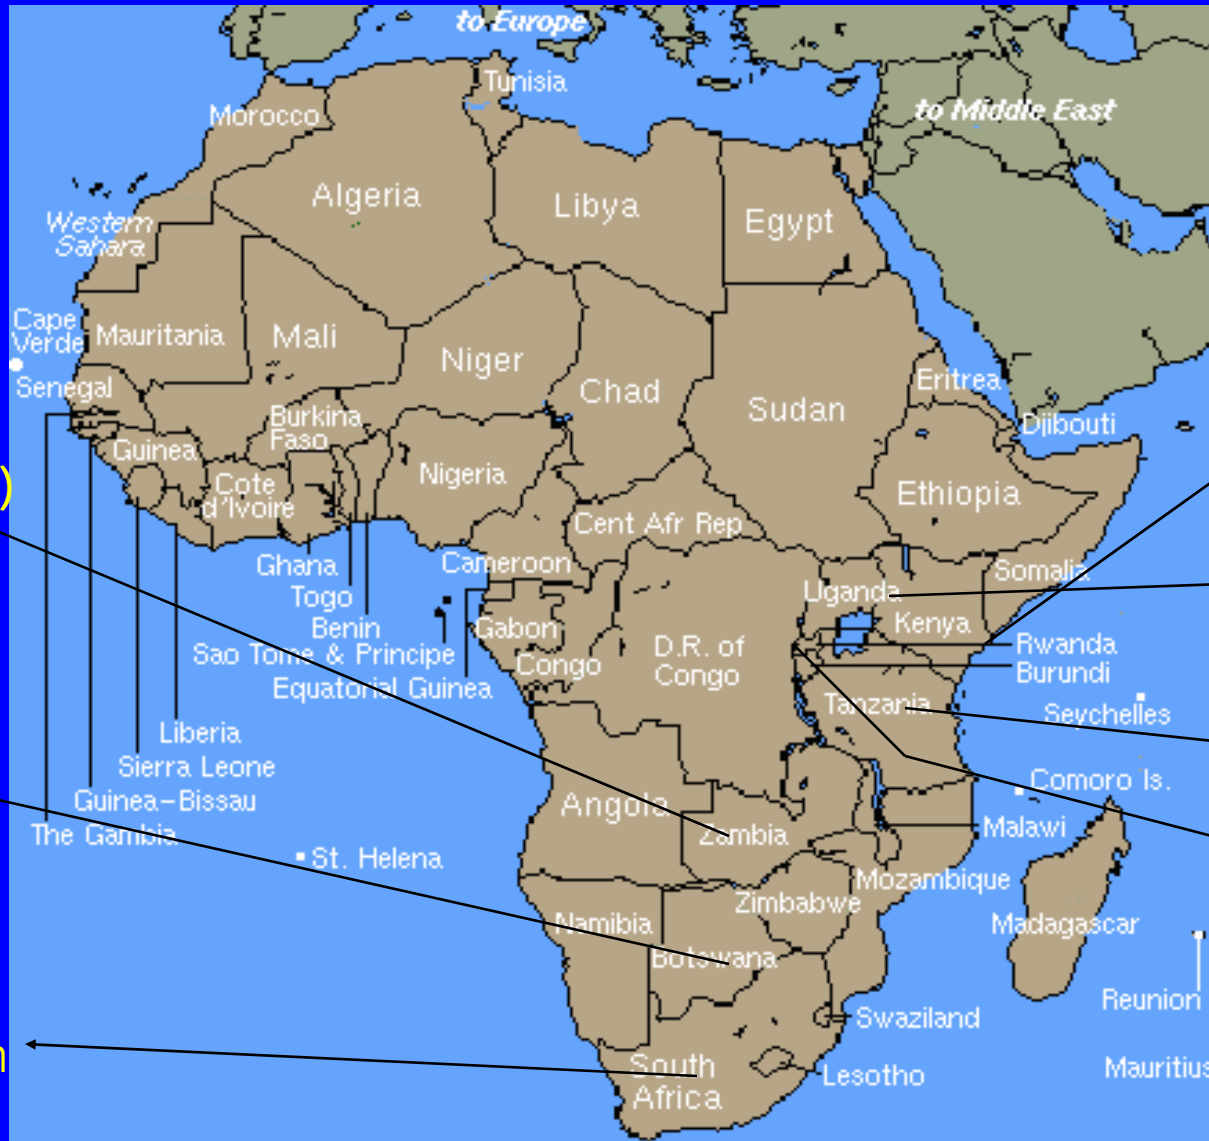 to Europe
Tunisia
to Middle East
Morocco
Algeria
Libya
Egypt
Western
Sahara
Cape
Verde
Mauritania
Mali
Niger
Chad
Sudan
Eritrea
Senegal
Djibouti
Burkina
Faso
Guinea
Nigeria
Cote
d'Ivoire
)
Ethiopia
Cent Afr Rep
Ghana
Cameroon
Somalia
Togo
Uganda
Benin
Gabon
Kenya
Sao Tome & Principe
Congo
D.R. of
Congo
Rwanda
Burundi
Equatorial Guinea
Tanzania
Seychelles
Liberia
Sierra Leone
Comoro Is.
Guinea-Bissau
Angola
The Gambia
Zambia
Malawi
St. Helena
Mozambique
Zimbabwe
Namibia
Madagascar
Botswana
Reunion
Swaziland
South
Africa
Lesotho
Mauritius